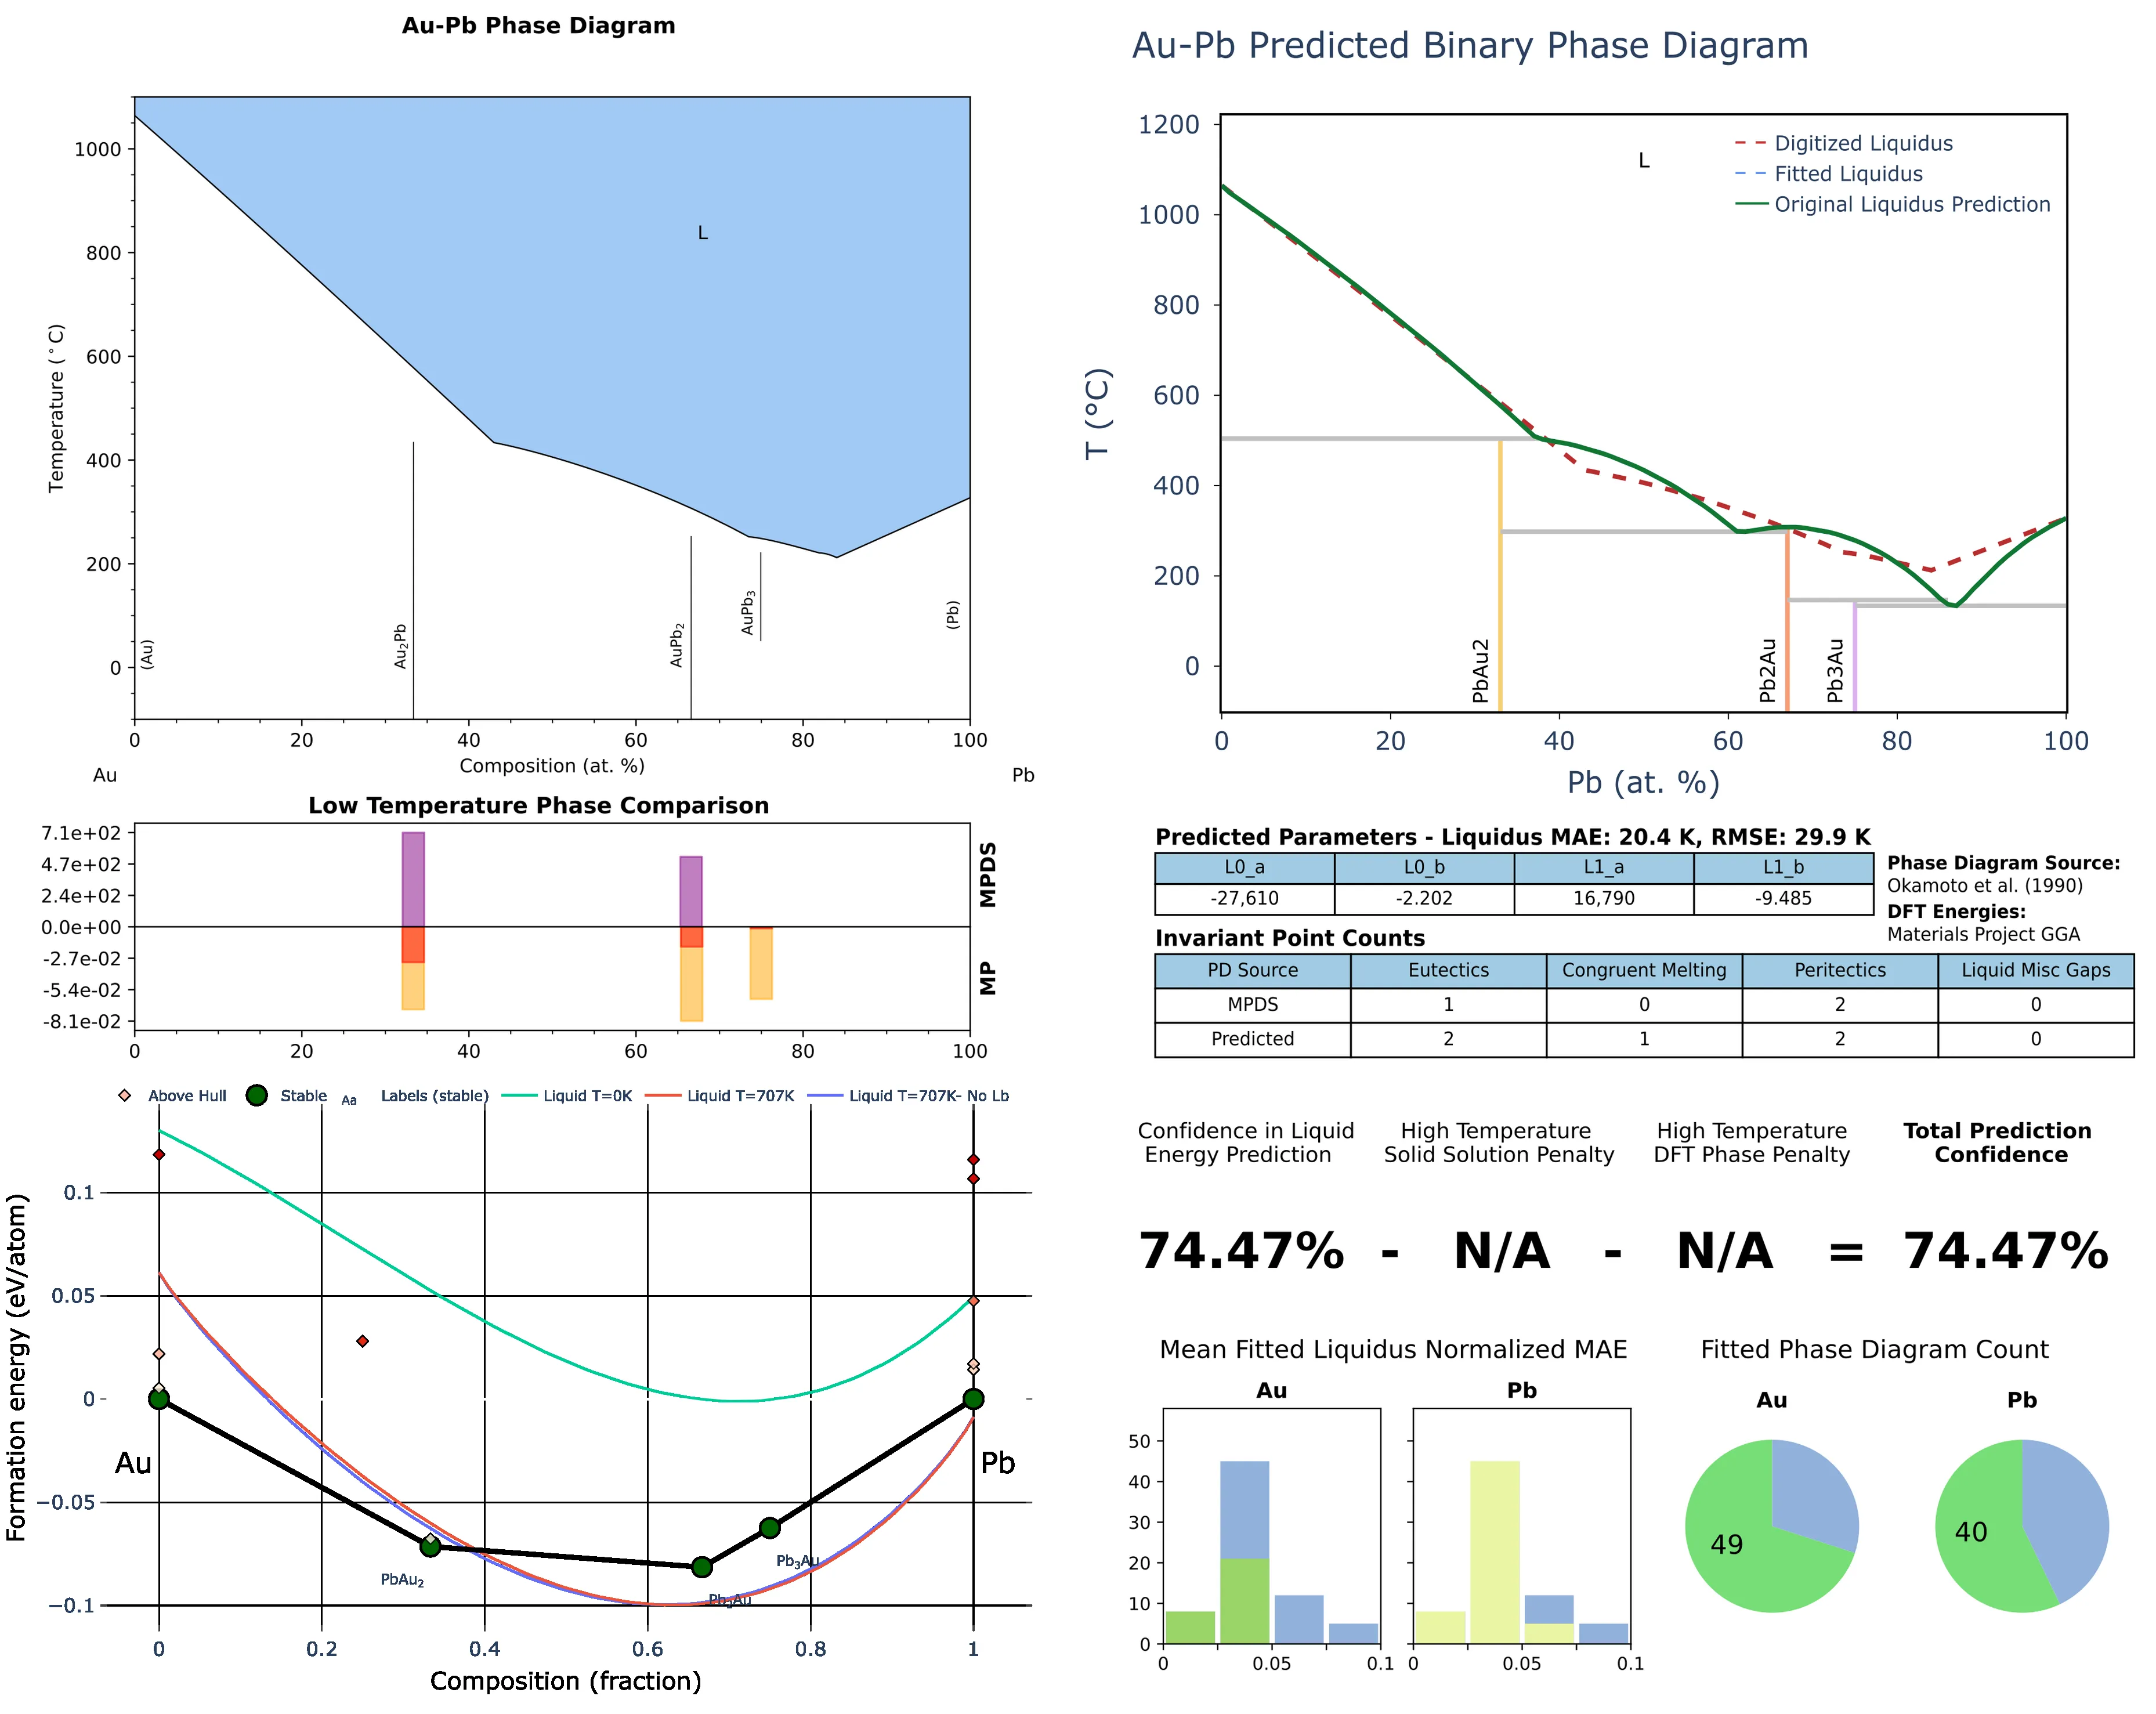 Au-Pb Phase Diagram
1000
800
600
400
200
0
Temperature (°C)
L
(Au)
Au₂Pb
AuPb₂
AuPb₃
(Pb)
0 20 40 60 80 100
Composition (at. %)
Au Pb
Low Temperature Phase Comparison
7.1e+02
4.7e+02
2.4e+02
0.0e+00
-2.7e-02
-5.4e-02
-8.1e-02
MPDS
MP
0 20 40 60 80 100
Above Hull Stable Aa Labels (stable) Liquid T=0K Liquid T=707K Liquid T=707K- No Lb
0.1
0.05
0
−0.05
−0.1
Formation energy (eV/atom)
Au
Pb
PbAu₂
Pb₃Au
Pb₃Au
0 0.2 0.4 0.6 0.8 1
Composition (fraction)
Au-Pb Predicted Binary Phase Diagram
1200
1000
800
600
400
200
0
T (°C)
L
Digitized Liquidus
Fitted Liquidus
Original Liquidus Prediction
PbAu2
Pb2Au
Pb3Au
0 20 40 60 80 100
Pb (at. %)
Predicted Parameters - Liquidus MAE: 20.4 K, RMSE: 29.9 K
L0_a L0_b L1_a L1_b
-27,610 -2.202 16,790 -9.485
Phase Diagram Source:
Okamoto et al. (1990)
DFT Energies:
Materials Project GGA
Invariant Point Counts
PD Source Eutectics Congruent Melting Peritectics Liquid Misc Gaps
MPDS 1 0 2 0
Predicted 2 1 2 0
Confidence in Liquid
Energy Prediction
High Temperature
Solid Solution Penalty
High Temperature
DFT Phase Penalty
Total Prediction
Confidence
74.47% - N/A - N/A = 74.47%
Mean Fitted Liquidus Normalized MAE
Au
Pb
50
40
30
20
10
0
0 0.05 0.1
0 0.05 0.1
Fitted Phase Diagram Count
Au
Pb
49
40